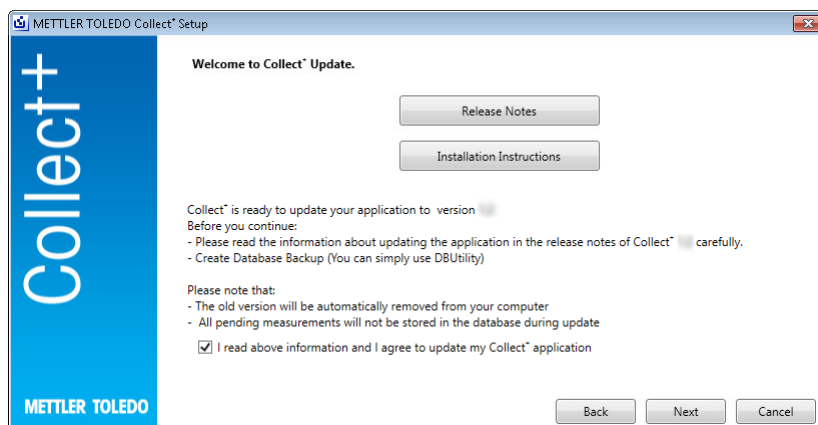 METTLER TOLEDO Collect⁺ Setup
Collect+
Welcome to Collect⁺ Update.
Release Notes
Installation Instructions
Collect⁺ is ready to update your application to version
Before you continue:
- Please read the information about updating the application in the release notes of Collect⁺ carefully.
- Create Database Backup (You can simply use DBUtility)
Please note that:
- The old version will be automatically removed from your computer
- All pending measurements will not be stored in the database during update
I read above information and I agree to update my Collect⁺ application
METTLER TOLEDO
Back
Next
Cancel